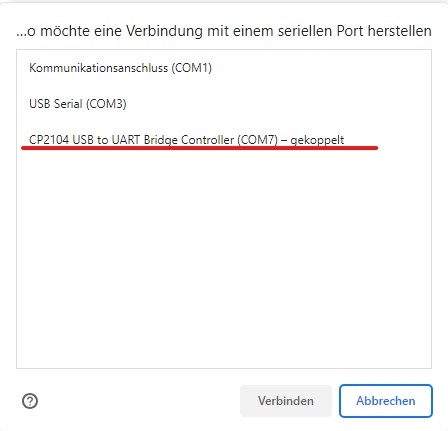 ...o möchte eine Verbindung mit einem seriellen Port herstellen
Kommunikationsanschluss (COM1)
USB Serial (COM3)
CP2104 USB to UART Bridge Controller (COM7) – gekoppelt
?
Verbinden
Abbrechen